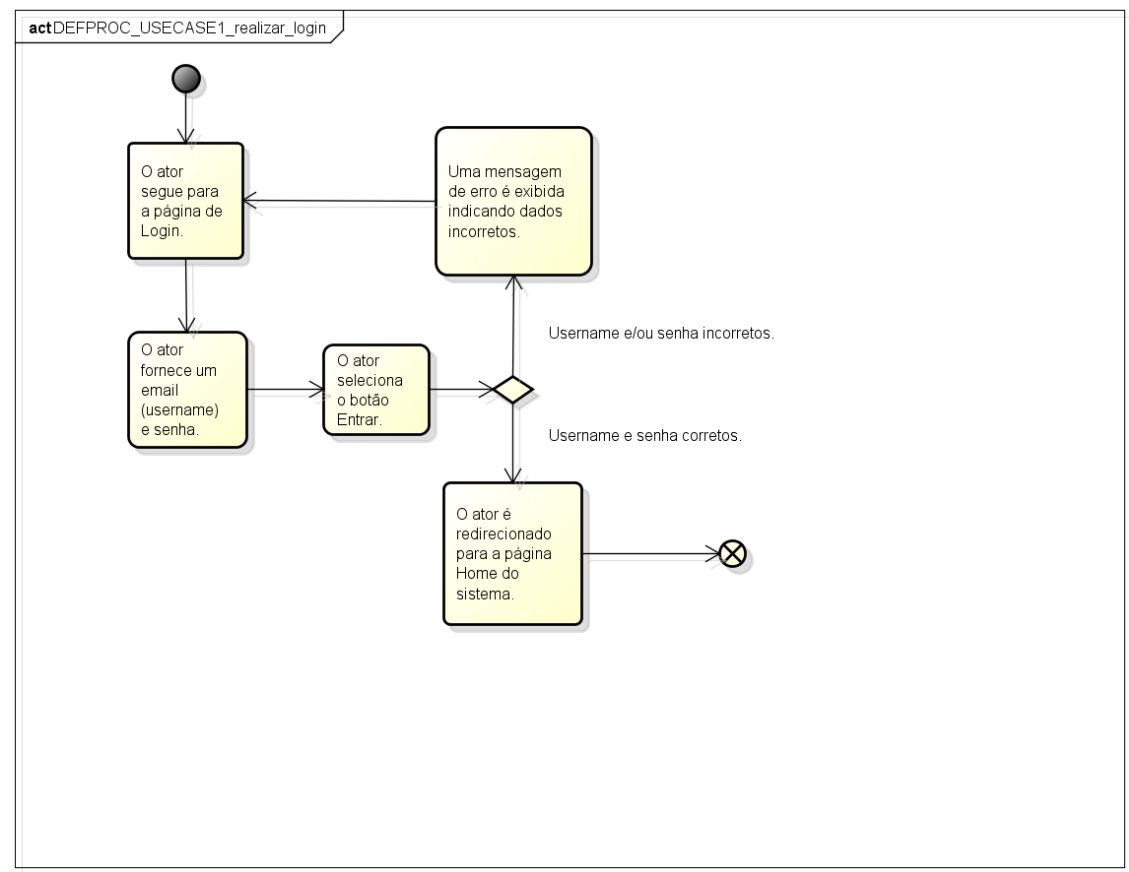 act DEFPROC_USECASE1_realizar_login
O ator
segue para
a página de
Login.
Uma mensagem
de erro é exibida
indicando dados
incorretos.
O ator
fornece um
email
(username)
e senha.
O ator
seleciona
o botão
Entrar.
Username e/ou senha incorretos.
Username e senha corretos.
O ator é
redirecionado
para a página
Home do
sistema.